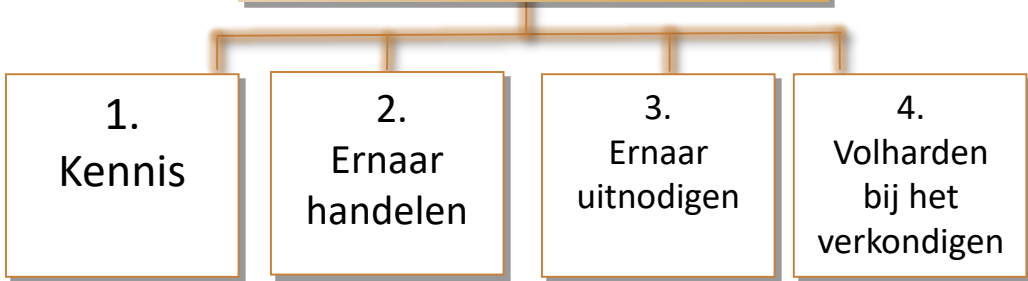 1.
Kennis
2.
Ernaar
handelen
3.
Ernaar
uitnodigen
4.
Volharden
bij het
verkondigen